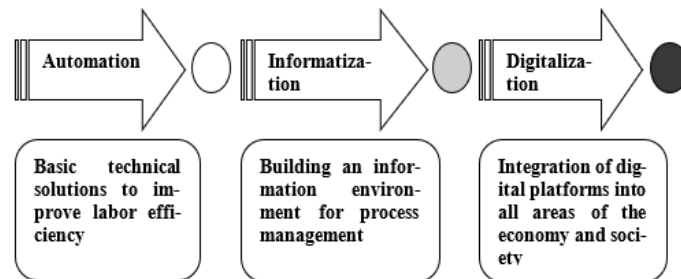 Automation
Informatiza-
tion
Digitaliza-
tion
Basic technical
solutions to im-
prove labor effi-
ciency
Building an infor-
mation environ-
ment for process
management
Integration of dig-
ital platforms into
all areas of the
economy and soci-
ety